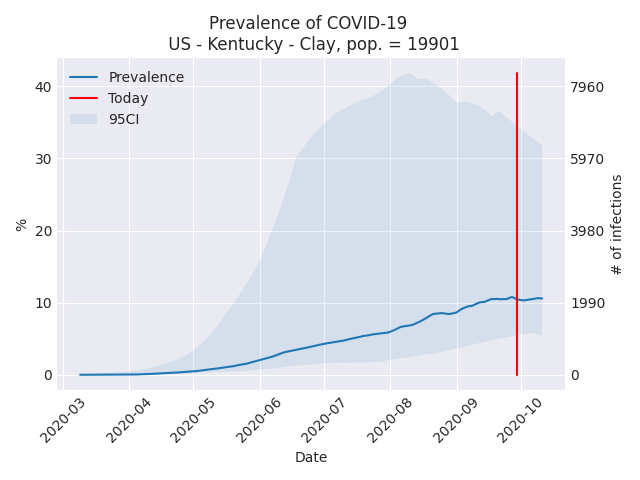 Prevalence of COVID-19
US - Kentucky - Clay, pop. = 19901
Prevalence
Today
95CI
%
40
30
20
10
0
# of infections
7960
5970
3980
1990
0
2020-03
2020-04
2020-05
2020-06
2020-07
2020-08
2020-09
2020-10
Date